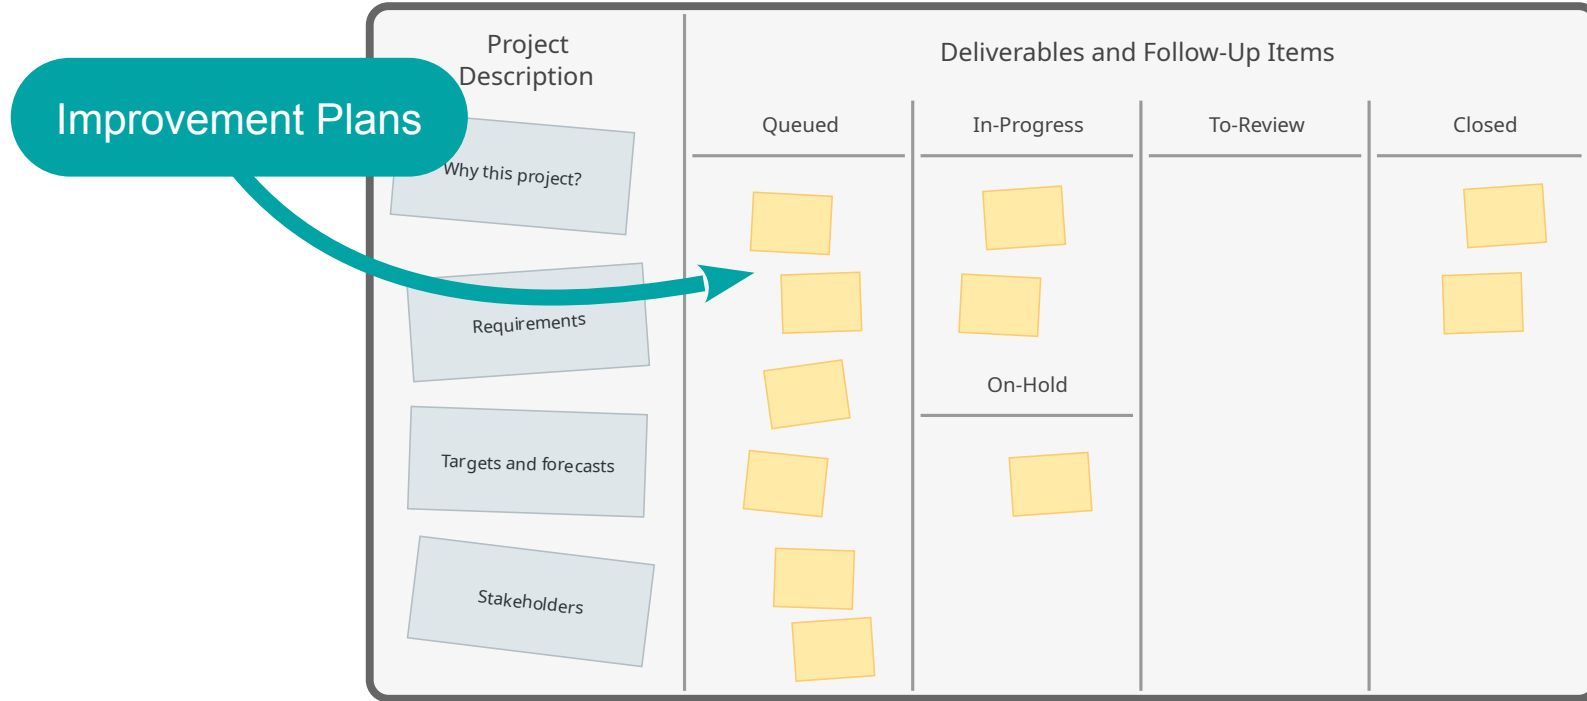 Improvement Plans
Project
Description
Why this project?
Requirements
Targets and forecasts
Stakeholders
Deliverables and Follow-Up Items
Queued
In-Progress
On-Hold
To-Review
Closed